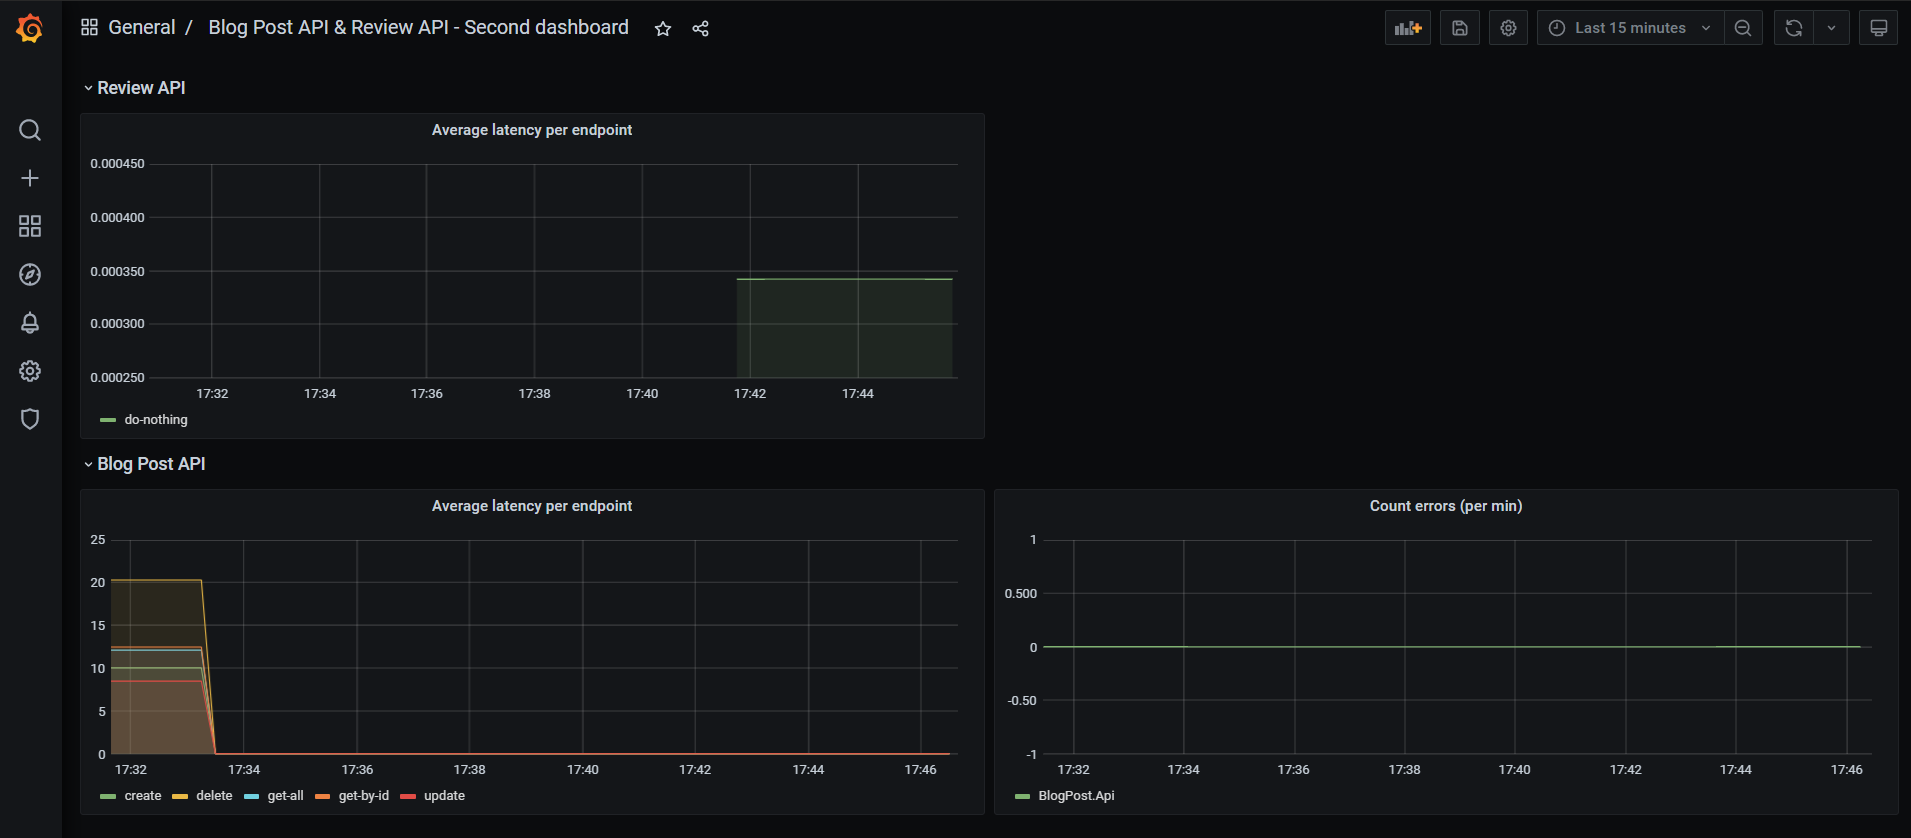 General / Blog Post API & Review API - Second dashboard
Last 15 minutes
Review API
Average latency per endpoint
0.000450
0.000400
0.000350
0.000300
0.000250
17:32 17:34 17:36 17:38 17:40 17:42 17:44
do-nothing
Blog Post API
Average latency per endpoint
25
20
15
10
5
0
17:32 17:34 17:36 17:38 17:40 17:42 17:44 17:46
create delete get-all get-by-id update
Count errors (per min)
1
0.500
0
-0.50
-1
17:32 17:34 17:36 17:38 17:40 17:42 17:44 17:46
BlogPost.Api